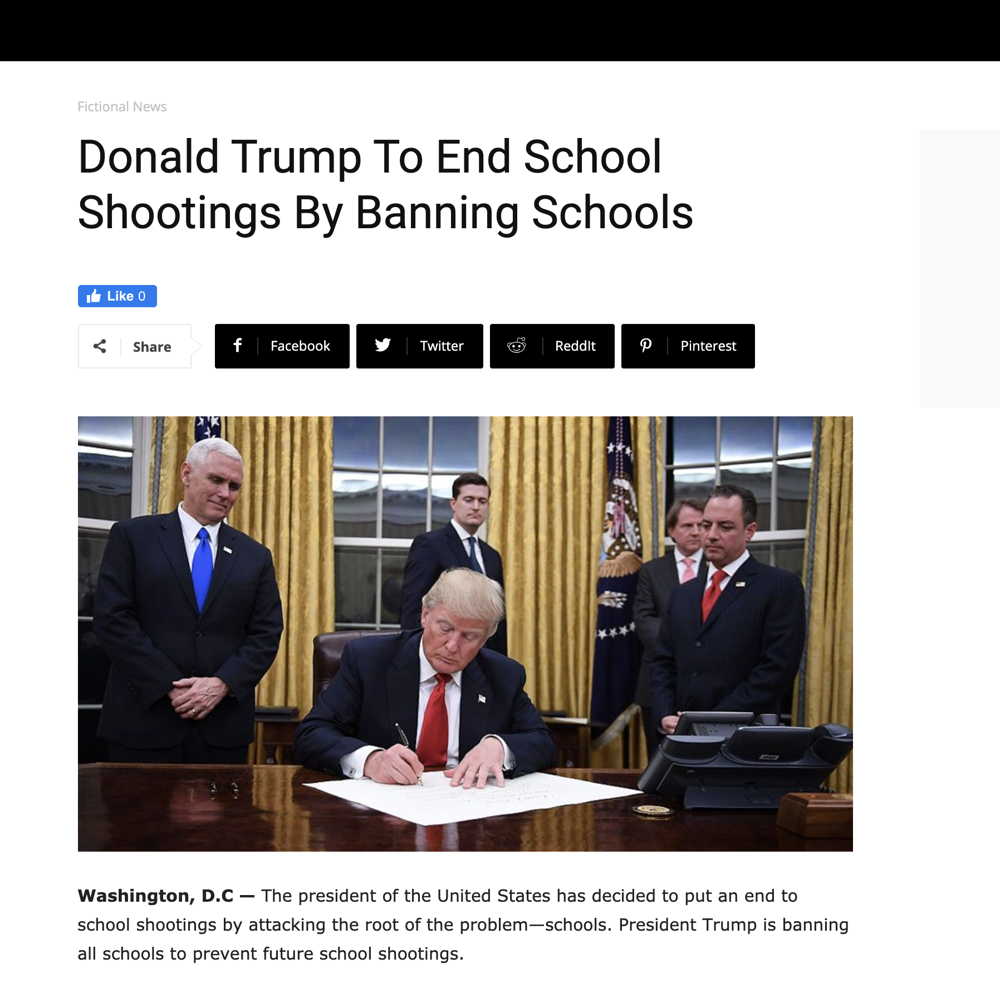 Fictional News
Donald Trump To End School
Shootings By Banning Schools
Like 0
Share
Facebook
Twitter
ReddIt
Pinterest
Washington, D.C — The president of the United States has decided to put an end to
school shootings by attacking the root of the problem—schools. President Trump is banning
all schools to prevent future school shootings.